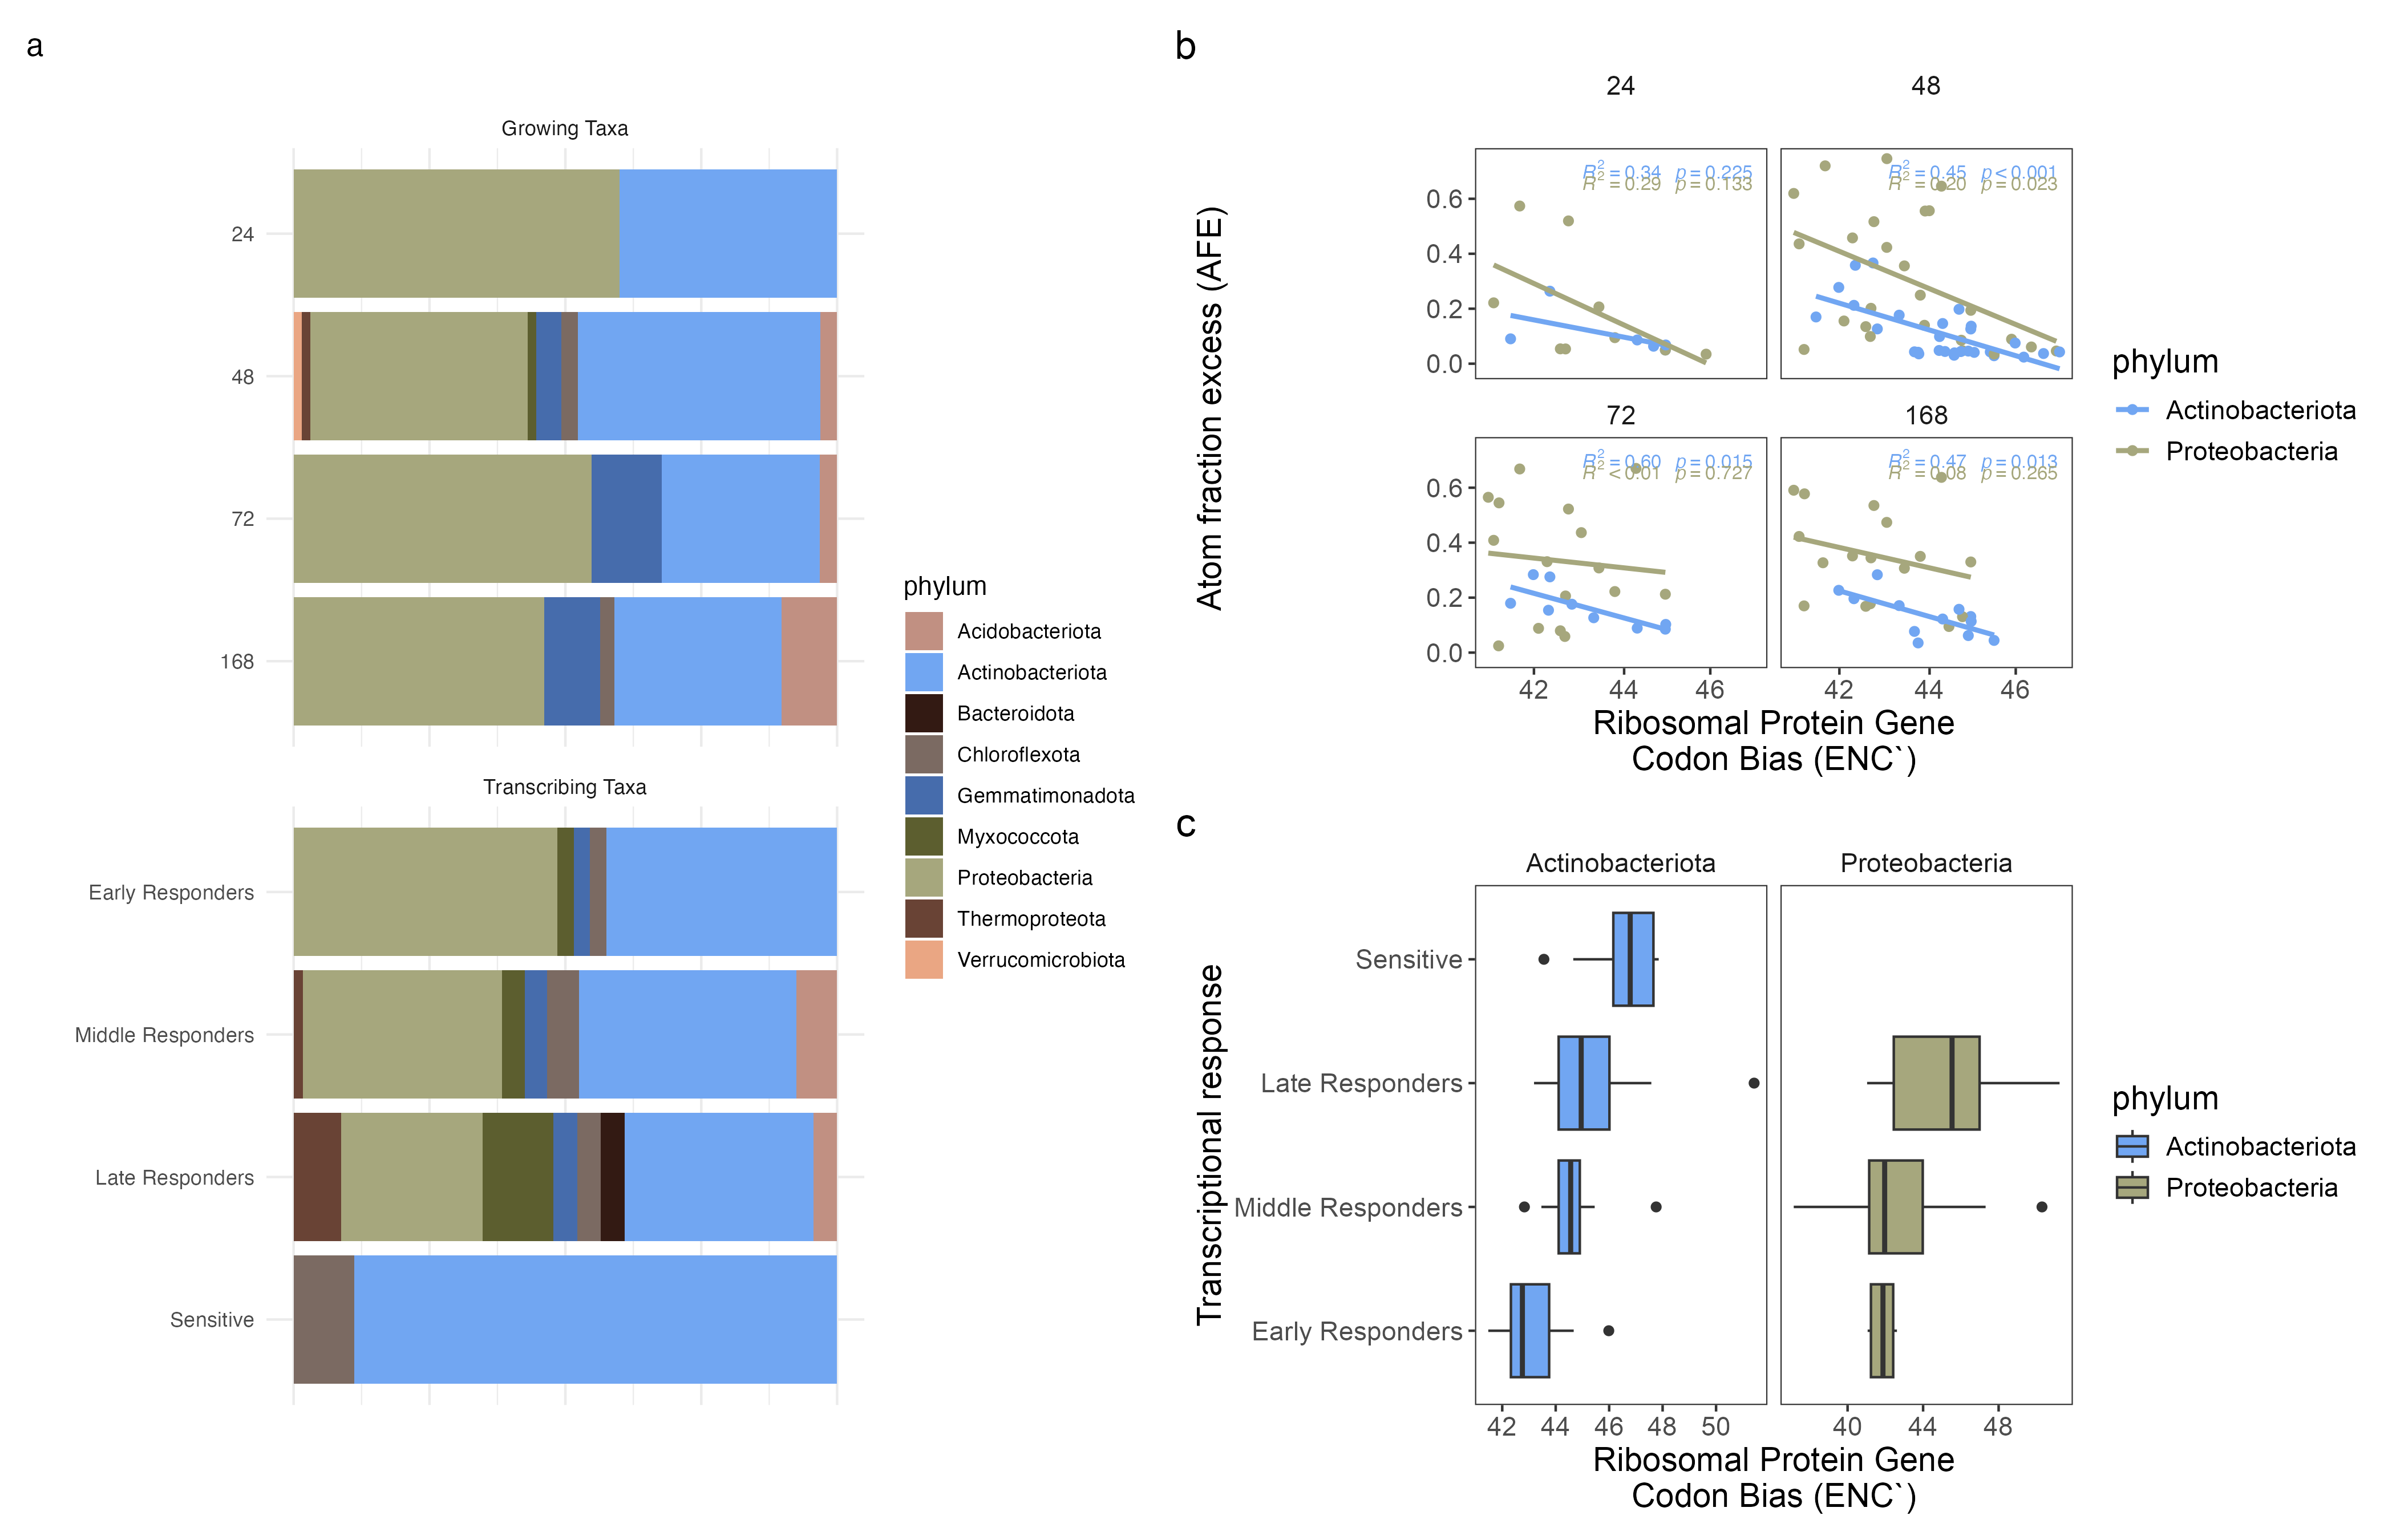 a
Growing Taxa
24
48
72
168
Transcribing Taxa
Early Responders
Middle Responders
Late Responders
Sensitive
phylum
Acidobacteriota
Actinobacteriota
Bacteroidota
Chloroflexota
Gemmatimonadota
Myxococcota
Proteobacteria
Thermoproteota
Verrucomicrobiota
b
24
48
R² = 0.34 p = 0.225
R² = 0.29 p = 0.133
R² = 0.45 p < 0.001
R² = 0.20 p = 0.023
0.6
0.4
0.2
0.0
72
168
R² = 0.60 p = 0.015
R² < 0.01 p = 0.727
R² = 0.47 p = 0.013
R² = 0.08 p = 0.265
0.6
0.4
0.2
0.0
42 44 46
42 44 46
Atom fraction excess (AFE)
Ribosomal Protein Gene
Codon Bias (ENC`)
phylum
Actinobacteriota
Proteobacteria
c
Actinobacteriota
Proteobacteria
Transcriptional response
Sensitive
Late Responders
Middle Responders
Early Responders
42 44 46 48 50
40 44 48
Ribosomal Protein Gene
Codon Bias (ENC`)
phylum
Actinobacteriota
Proteobacteria